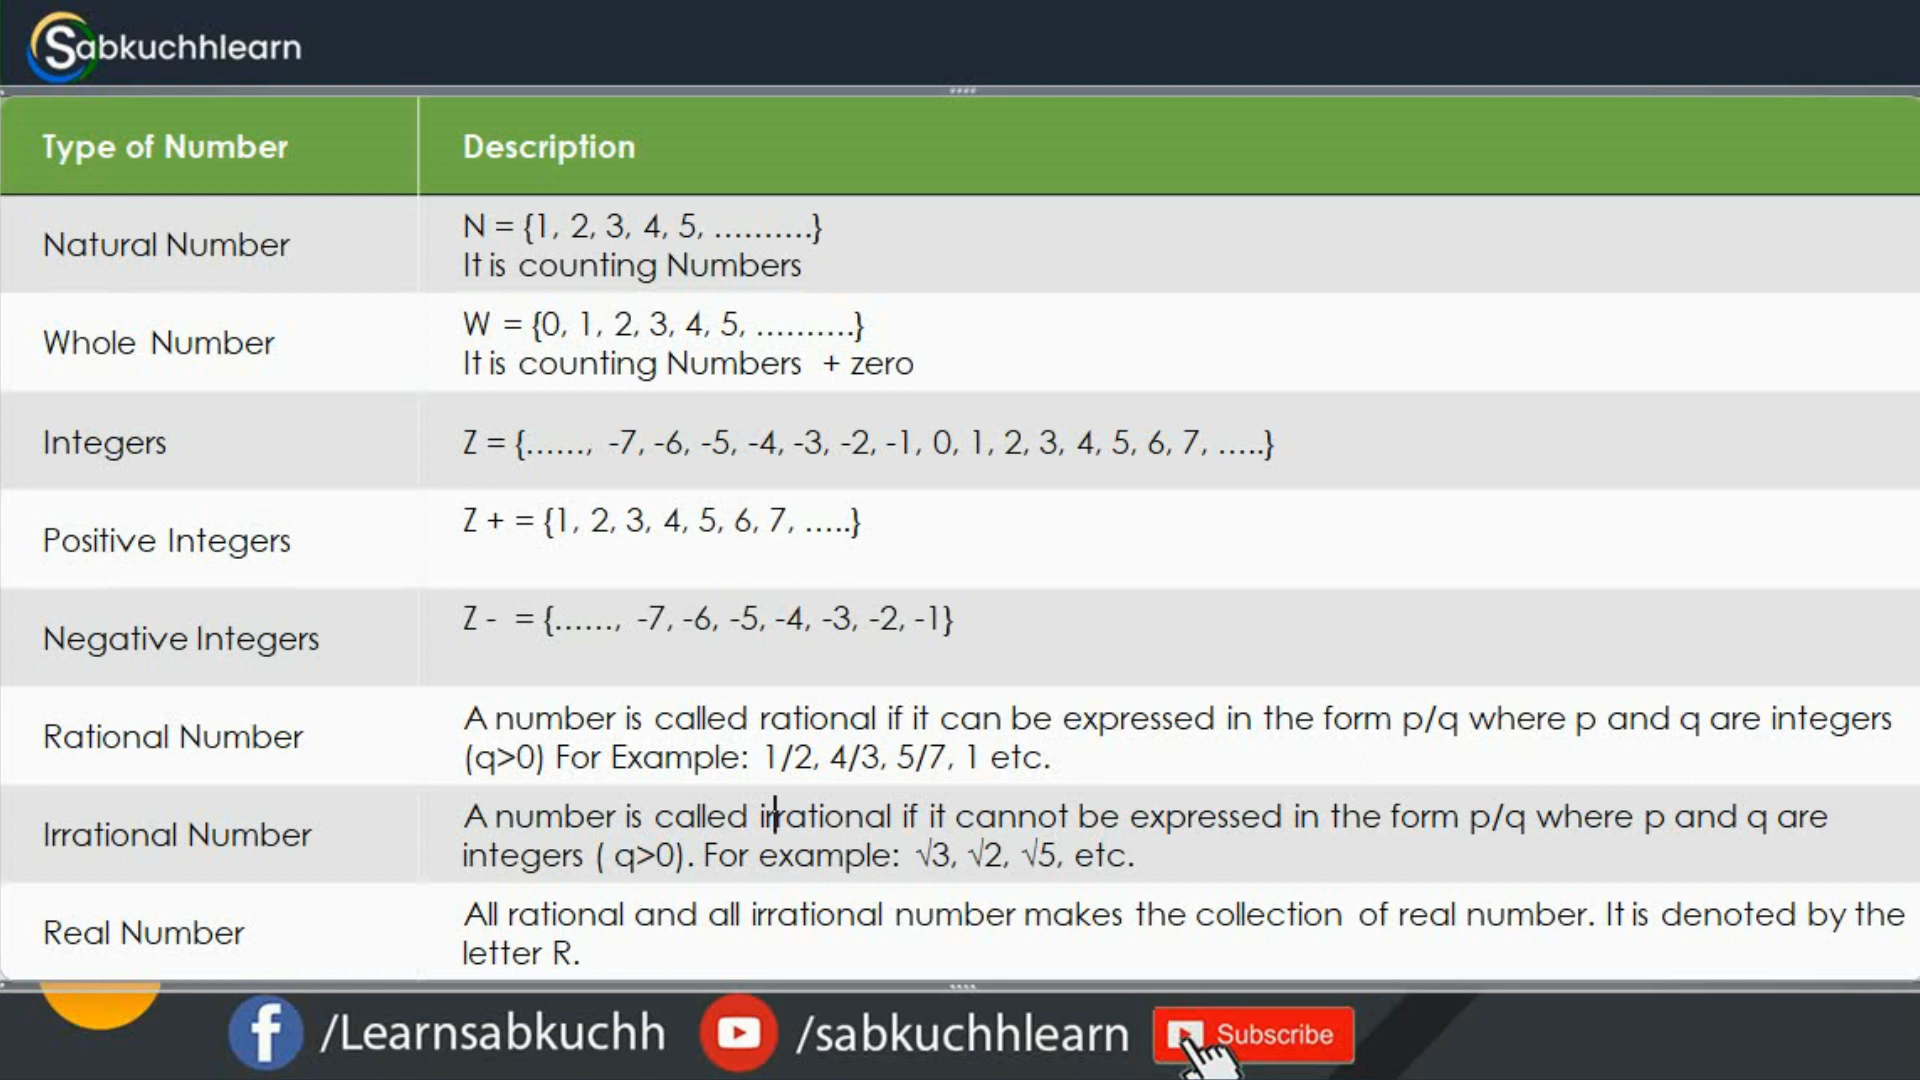 Sabkuchhlearn
Type of Number
Description
Natural Number
N = {1, 2, 3, 4, 5, ..........}
It is counting Numbers
Whole Number
W = {0, 1, 2, 3, 4, 5, ..........}
It is counting Numbers + zero
Integers
Z = {......, -7, -6, -5, -4, -3, -2, -1, 0, 1, 2, 3, 4, 5, 6, 7, .....}
Positive Integers
Z + = {1, 2, 3, 4, 5, 6, 7, .....}
Negative Integers
Z - = {......, -7, -6, -5, -4, -3, -2, -1}
Rational Number
A number is called rational if it can be expressed in the form p/q where p and q are integers
(q>0) For Example: 1/2, 4/3, 5/7, 1 etc.
Irrational Number
A number is called irrational if it cannot be expressed in the form p/q where p and q are
integers ( q>0). For example: √3, √2, √5, etc.
Real Number
All rational and all irrational number makes the collection of real number. It is denoted by the
letter R.
/Learnsabkuchh
/sabkuchhlearn
Subscribe